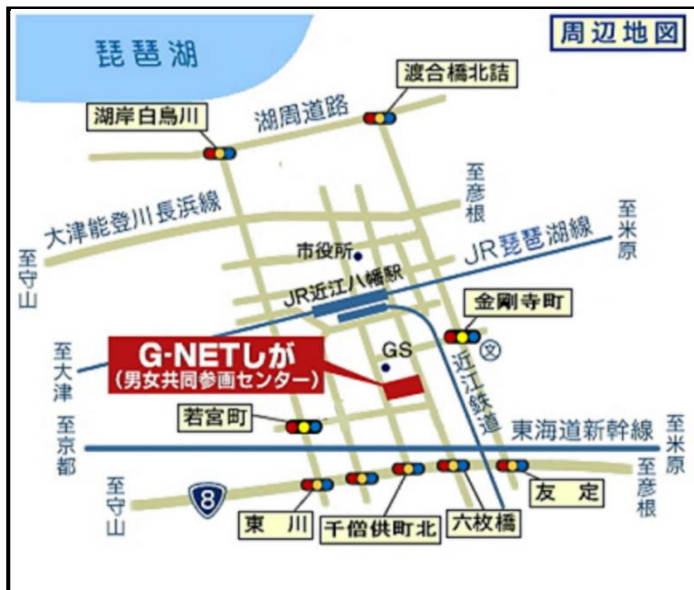 周辺地図
琵琶湖
渡合橋北詰
湖岸白鳥川
湖周道路
至彦根
大津能登川長浜線
至守山
至米原
市役所
JR琵琶湖線
JR近江八幡駅
金剛寺町
文
G-NETしが
(男女共同参画センター)
GS
至大津
近江鉄道
若宮町
至京都
東海道新幹線
至米原
至守山
8
至彦根
東川
千僧供町北
六枚橋
友定